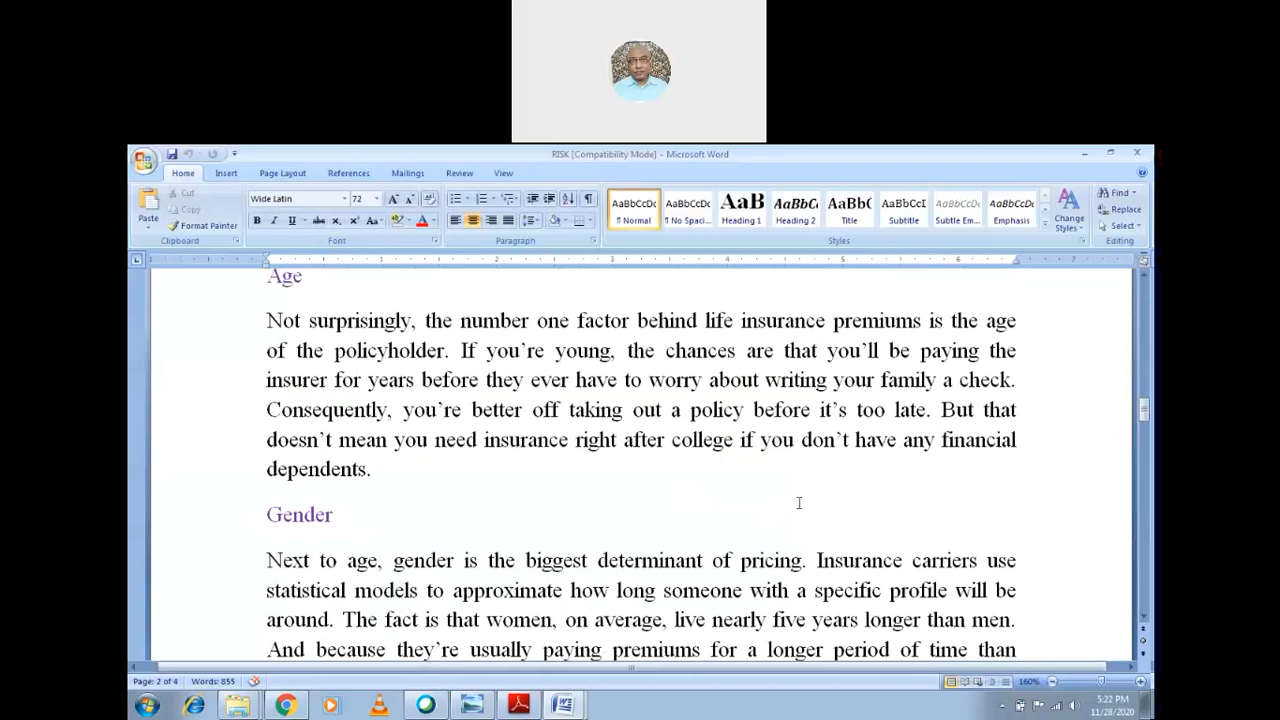 RISK [Compatibility Mode] - Microsoft Word
Home Insert Page Layout References Mailings Review View
Cut
Copy
Paste
Format Painter
Clipboard
Wide Latin 72
Font
Paragraph
AaBbCcDc AaBbCcDc AaB AaBbC AaBbC AaBbCcI AaBbCcDc AaBbCcDc
¶ Normal ¶ No Spaci... Heading 1 Heading 2 Title Subtitle Subtle Em... Emphasis
Styles
Change
Styles
Find
Replace
Select
Editing
1 2 3 4 5 6 7
Age
Not surprisingly, the number one factor behind life insurance premiums is the age
of the policyholder. If you’re young, the chances are that you’ll be paying the
insurer for years before they ever have to worry about writing your family a check.
Consequently, you’re better off taking out a policy before it’s too late. But that
doesn’t mean you need insurance right after college if you don’t have any financial
dependents.
Gender
Next to age, gender is the biggest determinant of pricing. Insurance carriers use
statistical models to approximate how long someone with a specific profile will be
around. The fact is that women, on average, live nearly five years longer than men.
And because they’re usually paying premiums for a longer period of time than
Page: 2 of 4 Words: 855 160%
5:22 PM
11/28/2020